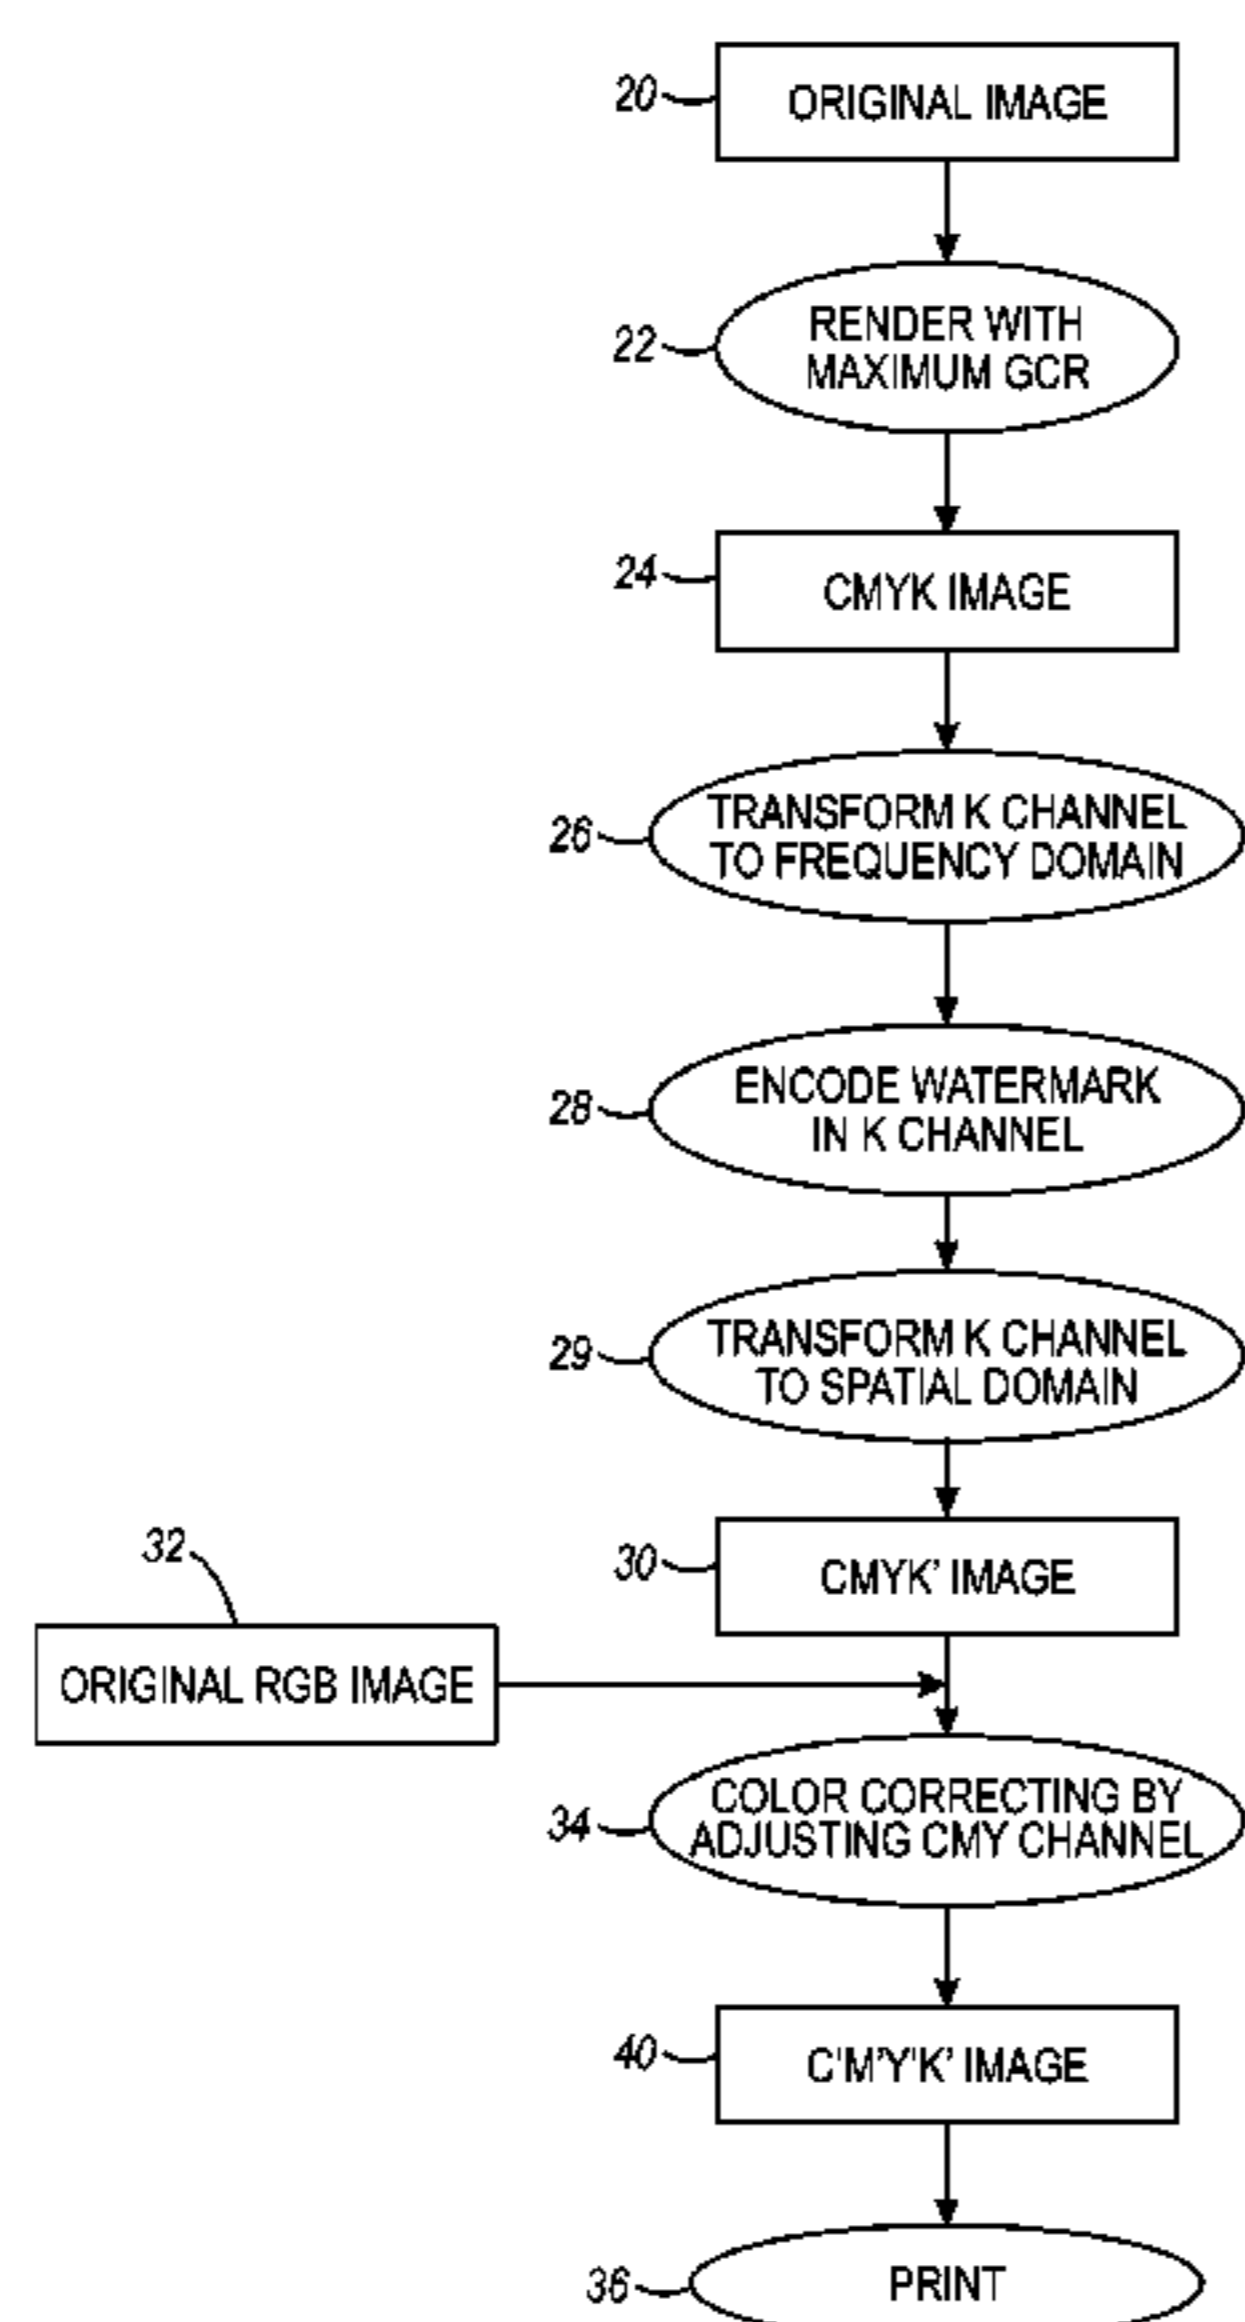 20
ORIGINAL IMAGE
22
RENDER WITH
MAXIMUM GCR
24
CMYK IMAGE
26
TRANSFORM K CHANNEL
TO FREQUENCY DOMAIN
28
ENCODE WATERMARK
IN K CHANNEL
29
TRANSFORM K CHANNEL
TO SPATIAL DOMAIN
30
CMYK' IMAGE
32
ORIGINAL RGB IMAGE
34
COLOR CORRECTING BY
ADJUSTING CMY CHANNEL
40
C'M'Y'K' IMAGE
36
PRINT